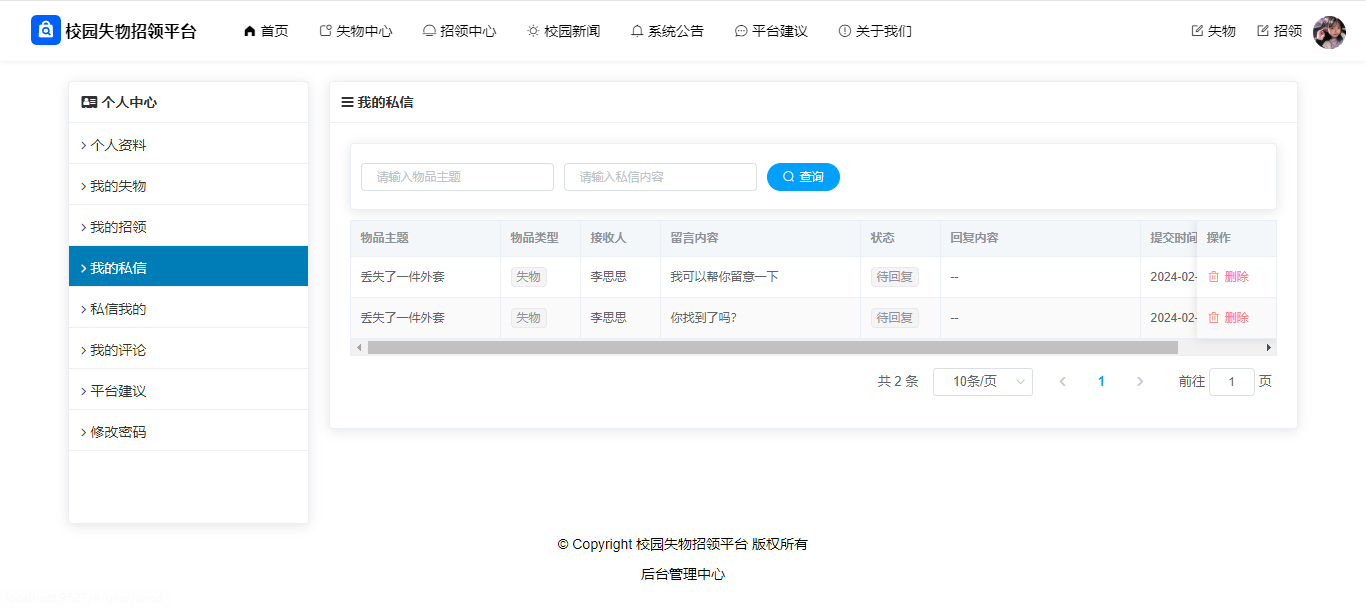 校园失物招领平台 首页 失物中心 招领中心 校园新闻 系统公告 平台建议 关于我们 失物 招领
个人中心
个人资料
我的失物
我的招领
我的私信
私信我的
我的评论
平台建议
修改密码
我的私信
请输入物品主题 请输入私信内容 查询
物品主题 物品类型 接收人 留言内容 状态 回复内容 提交时间 操作
丢失了一件外套 失物 李思思 我可以帮你留意一下 待回复 -- 2024-02- 删除
丢失了一件外套 失物 李思思 你找到了吗? 待回复 -- 2024-02- 删除
共 2 条 10条/页 1 前往 1 页
© Copyright 校园失物招领平台 版权所有
后台管理中心